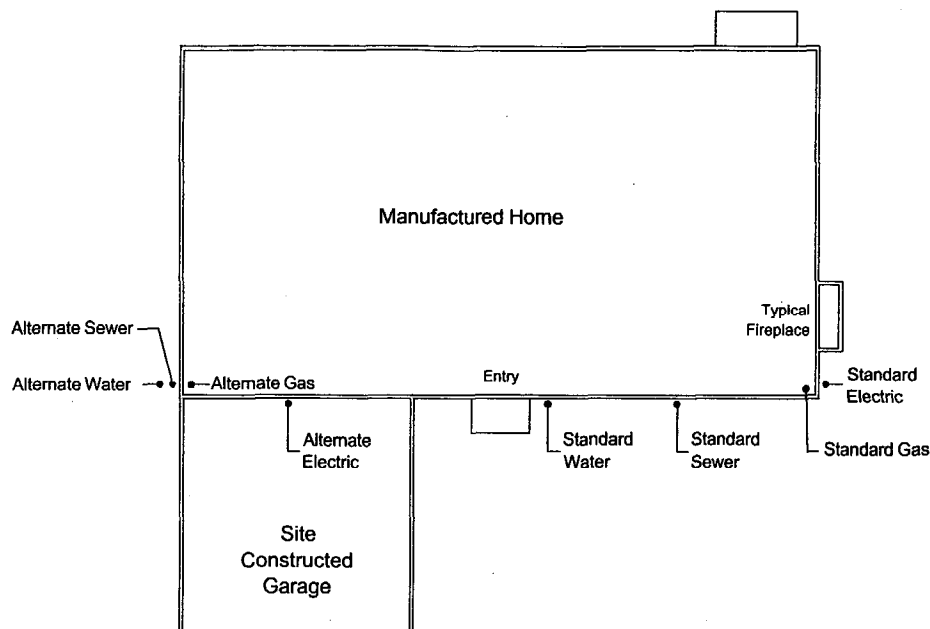 Manufactured Home
Typical
Fireplace
Alternate Sewer
Alternate Water
Alternate Gas
Entry
Standard
Electric
Alternate
Electric
Standard
Water
Standard
Sewer
Standard Gas
Site
Constructed
Garage